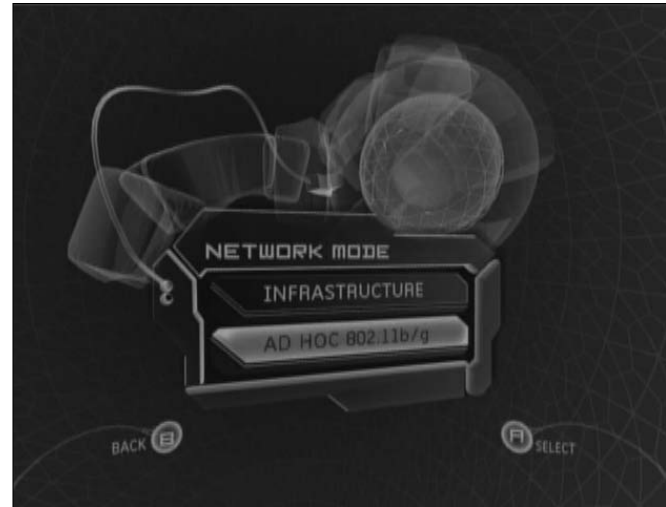 NETWORK MODE
INFRASTRUCTURE
AD HOC 802.11b/g
BACK B
A SELECT